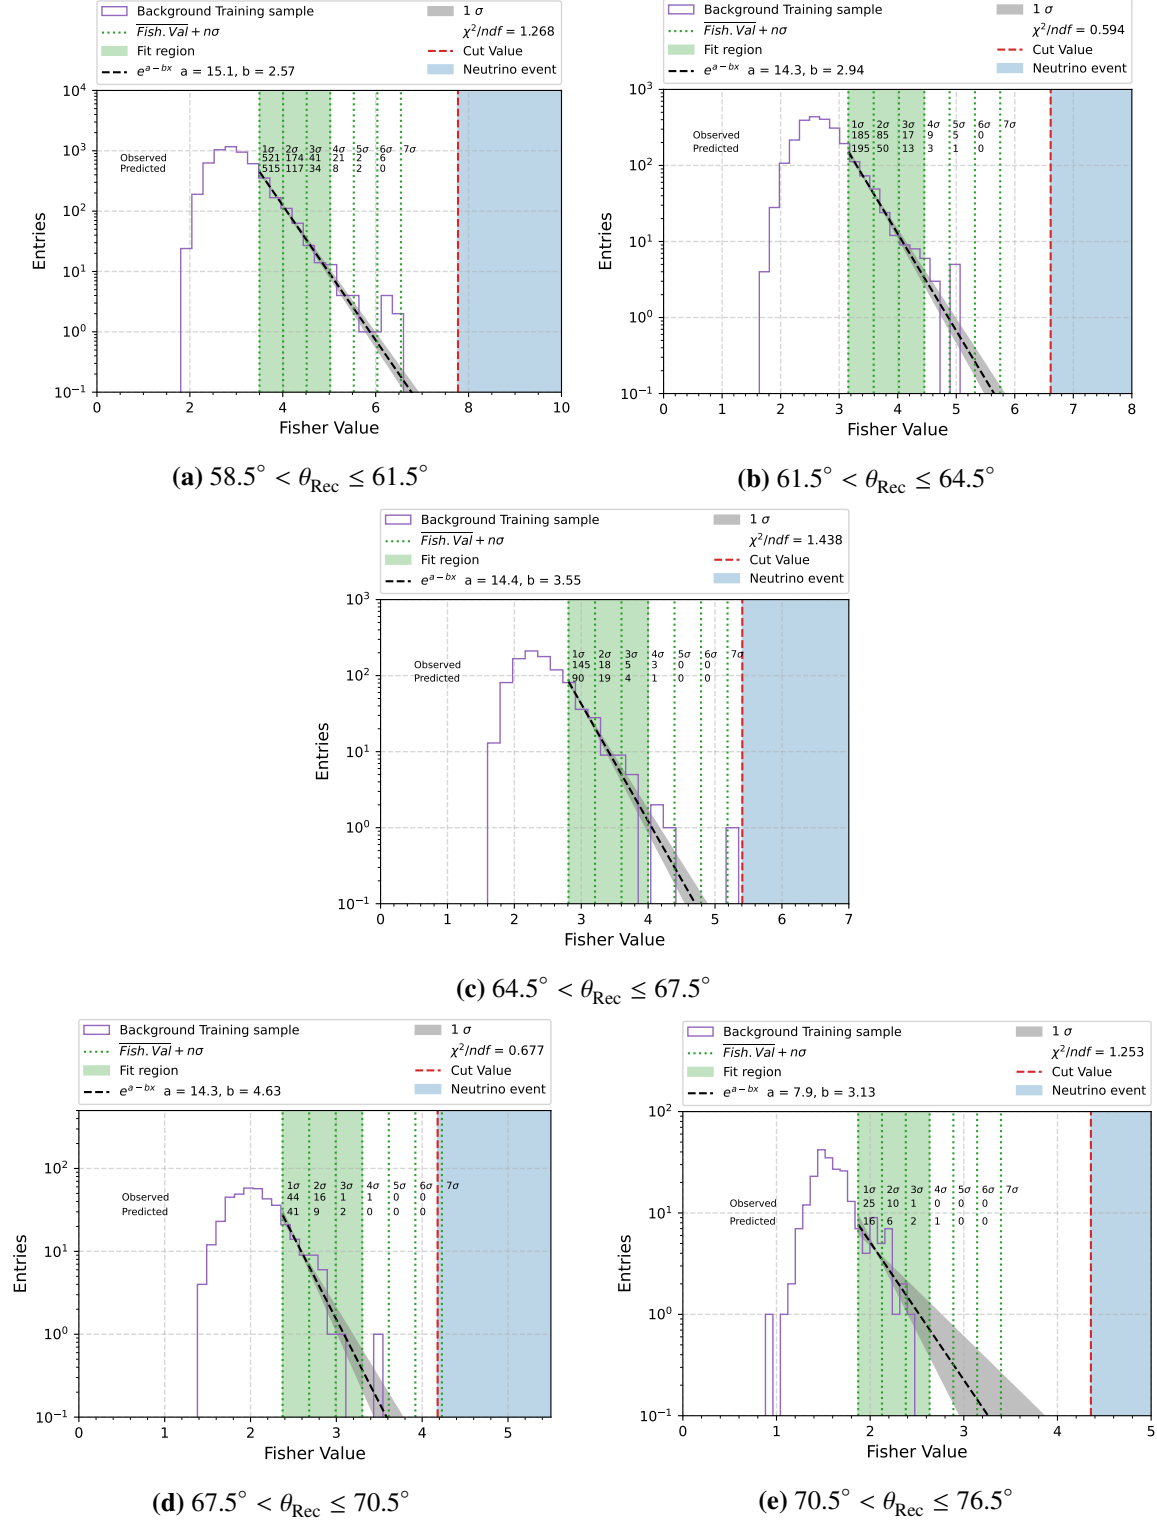 Background Training sample 1 σ
Fish. Val + nσ χ²/ndf = 1.268
Fit region Cut Value
e^{a−bx} a = 15.1, b = 2.57 Neutrino event
10⁴
10³
10²
10¹
10⁰
10⁻¹
Entries
1σ 2σ 3σ 4σ 5σ 6σ 7σ
Observed 521 174 41 21 2 6
Predicted 515 117 34 8 2 0
0 2 4 6 8 10
Fisher Value
(a) 58.5° < θ_Rec ≤ 61.5°
Background Training sample 1 σ
Fish. Val + nσ χ²/ndf = 0.594
Fit region Cut Value
e^{a−bx} a = 14.3, b = 2.94 Neutrino event
10³
10²
10¹
10⁰
10⁻¹
Entries
1σ 2σ 3σ 4σ 5σ 6σ 7σ
Observed 185 85 17 9 5 0
Predicted 195 50 13 3 1 0
0 1 2 3 4 5 6 7 8
Fisher Value
(b) 61.5° < θ_Rec ≤ 64.5°
Background Training sample 1 σ
Fish. Val + nσ χ²/ndf = 1.438
Fit region Cut Value
e^{a−bx} a = 14.4, b = 3.55 Neutrino event
10³
10²
10¹
10⁰
10⁻¹
Entries
1σ 2σ 3σ 4σ 5σ 6σ 7σ
Observed 145 18 5 3 0 0
Predicted 90 19 4 1 0 0
0 1 2 3 4 5 6 7
Fisher Value
(c) 64.5° < θ_Rec ≤ 67.5°
Background Training sample 1 σ
Fish. Val + nσ χ²/ndf = 0.677
Fit region Cut Value
e^{a−bx} a = 14.3, b = 4.63 Neutrino event
10²
10¹
10⁰
10⁻¹
Entries
1σ 2σ 3σ 4σ 5σ 6σ 7σ
Observed 44 16 1 1 0 0
Predicted 41 9 2 0 0 0
0 1 2 3 4 5
Fisher Value
(d) 67.5° < θ_Rec ≤ 70.5°
Background Training sample 1 σ
Fish. Val + nσ χ²/ndf = 1.253
Fit region Cut Value
e^{a−bx} a = 7.9, b = 3.13 Neutrino event
10²
10¹
10⁰
10⁻¹
Entries
1σ 2σ 3σ 4σ 5σ 6σ 7σ
Observed 25 10 1 0 0 0
Predicted 16 6 2 1 0 0
0 1 2 3 4 5
Fisher Value
(e) 70.5° < θ_Rec ≤ 76.5°